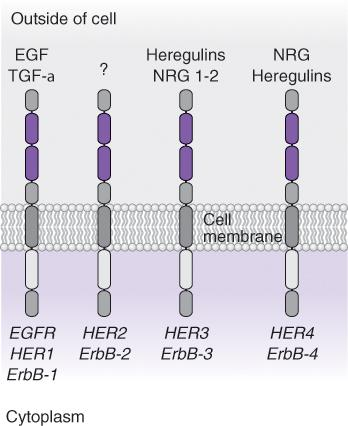 Outside of cell
EGF
TGF-a
?
Heregulins
NRG 1-2
NRG
Heregulins
Cell
membrane
EGFR
HER1
ErbB-1
HER2
ErbB-2
HER3
ErbB-3
HER4
ErbB-4
Cytoplasm